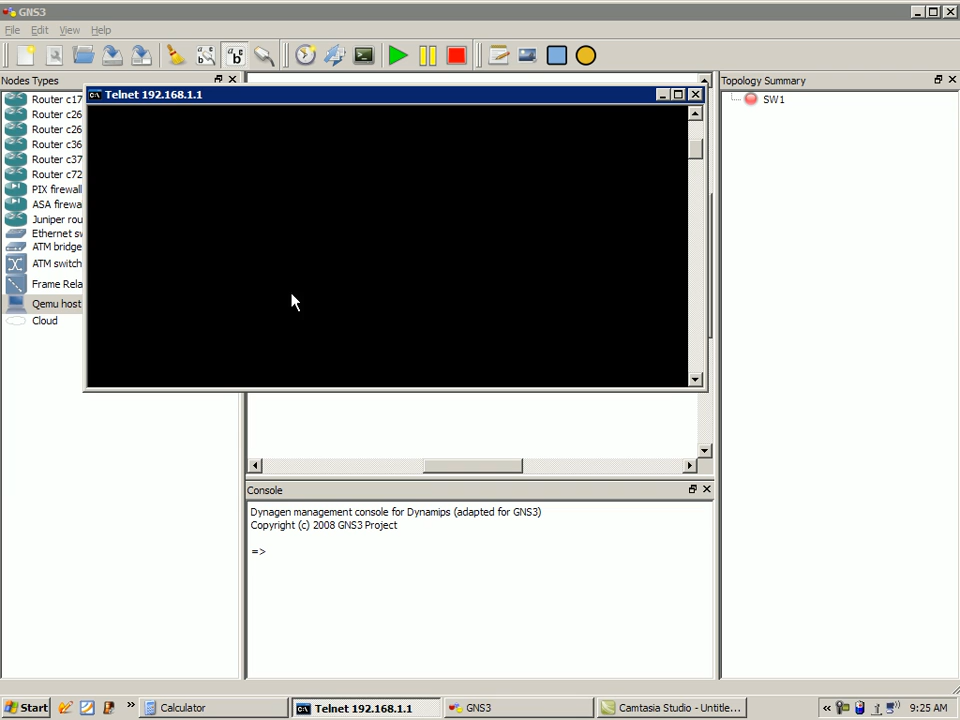 GNS3
File Edit View Help
Nodes Types
Topology Summary
Telnet 192.168.1.1
Router c17
Router c26
Router c26
Router c36
Router c37
Router c72
PIX firewall
ASA firewa
Juniper rou
Ethernet sw
ATM bridge
ATM switch
Frame Rela
Qemu host
Cloud
SW1
Console
Dynagen management console for Dynamips (adapted for GNS3)
Copyright (c) 2008 GNS3 Project
=>
Start
Calculator
Telnet 192.168.1.1
GNS3
Camtasia Studio - Untitle...
9:25 AM